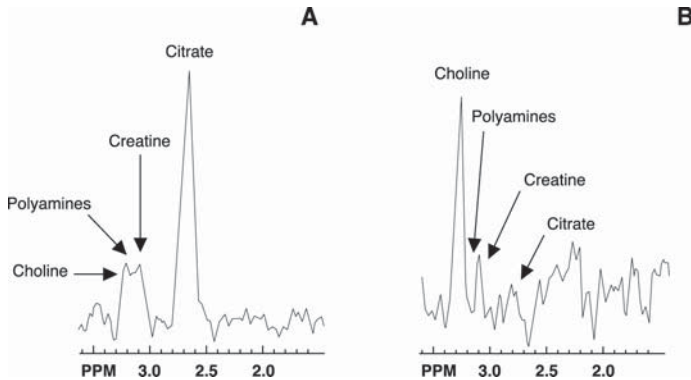 A
Citrate
Creatine
Polyamines
Choline
PPM 3.0 2.5 2.0
B
Choline
Polyamines
Creatine
Citrate
PPM 3.0 2.5 2.0